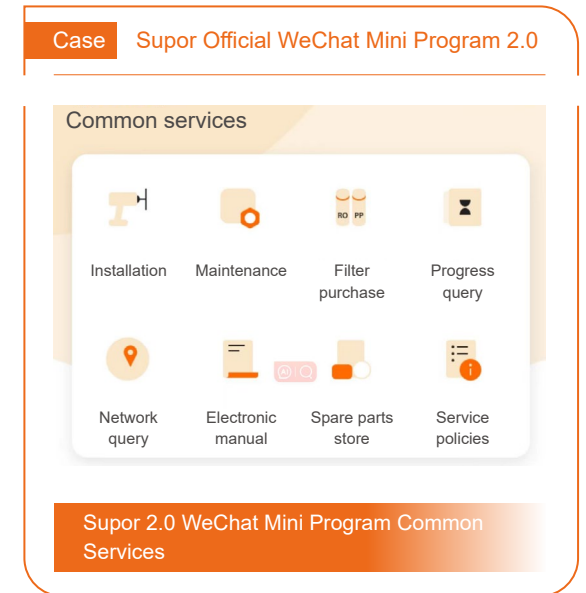 Case
Supor Official WeChat Mini Program 2.0
Common services
RO PP
Installation
Maintenance
Filter
purchase
Progress
query
AI
Network
query
Electronic
manual
Spare parts
store
Service
policies
Supor 2.0 WeChat Mini Program Common
Services